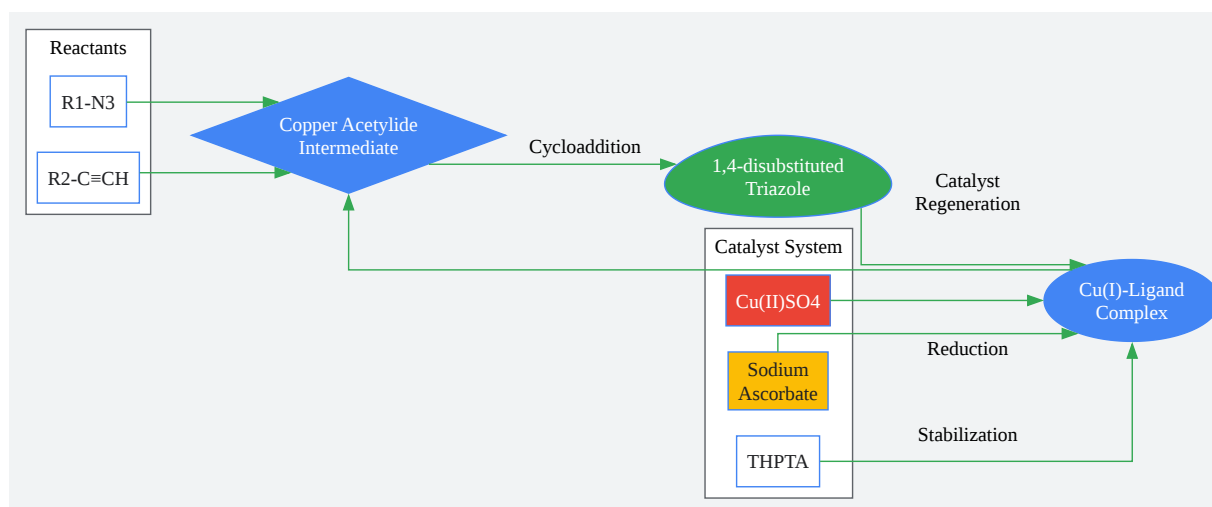 Reactants
R1-N3
R2-C≡CH
Copper Acetylide
Intermediate
Cycloaddition
1,4-disubstituted
Triazole
Catalyst
Regeneration
Catalyst System
Cu(II)SO4
Sodium
Ascorbate
THPTA
Reduction
Stabilization
Cu(I)-Ligand
Complex